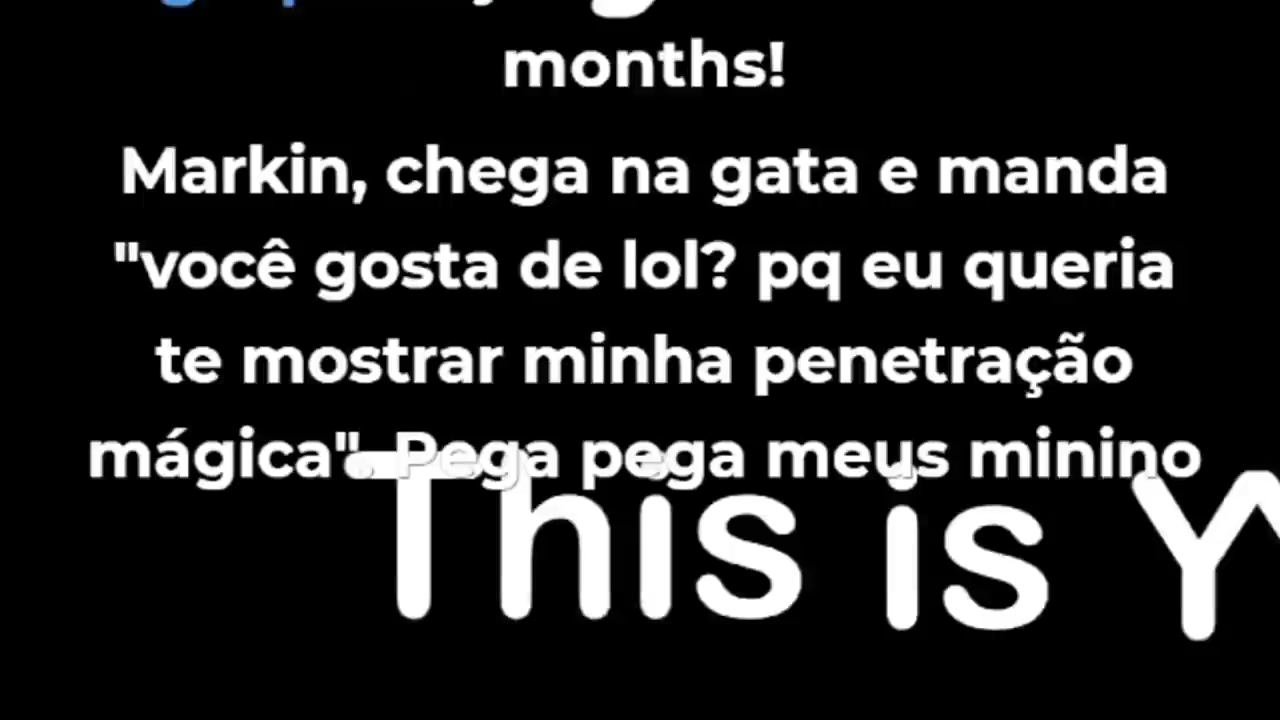 months!
Markin, chega na gata e manda
"você gosta de lol? pq eu queria
te mostrar minha penetração
mágica". Pega pega meus minino
This is